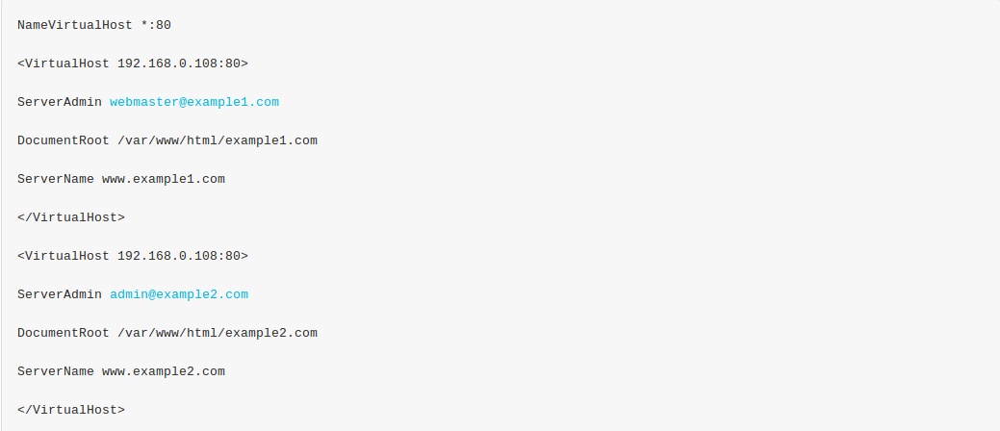 NameVirtualHost *:80
<VirtualHost 192.168.0.108:80>
ServerAdmin webmaster@example1.com
DocumentRoot /var/www/html/example1.com
ServerName www.example1.com
</VirtualHost>
<VirtualHost 192.168.0.108:80>
ServerAdmin admin@example2.com
DocumentRoot /var/www/html/example2.com
ServerName www.example2.com
</VirtualHost>